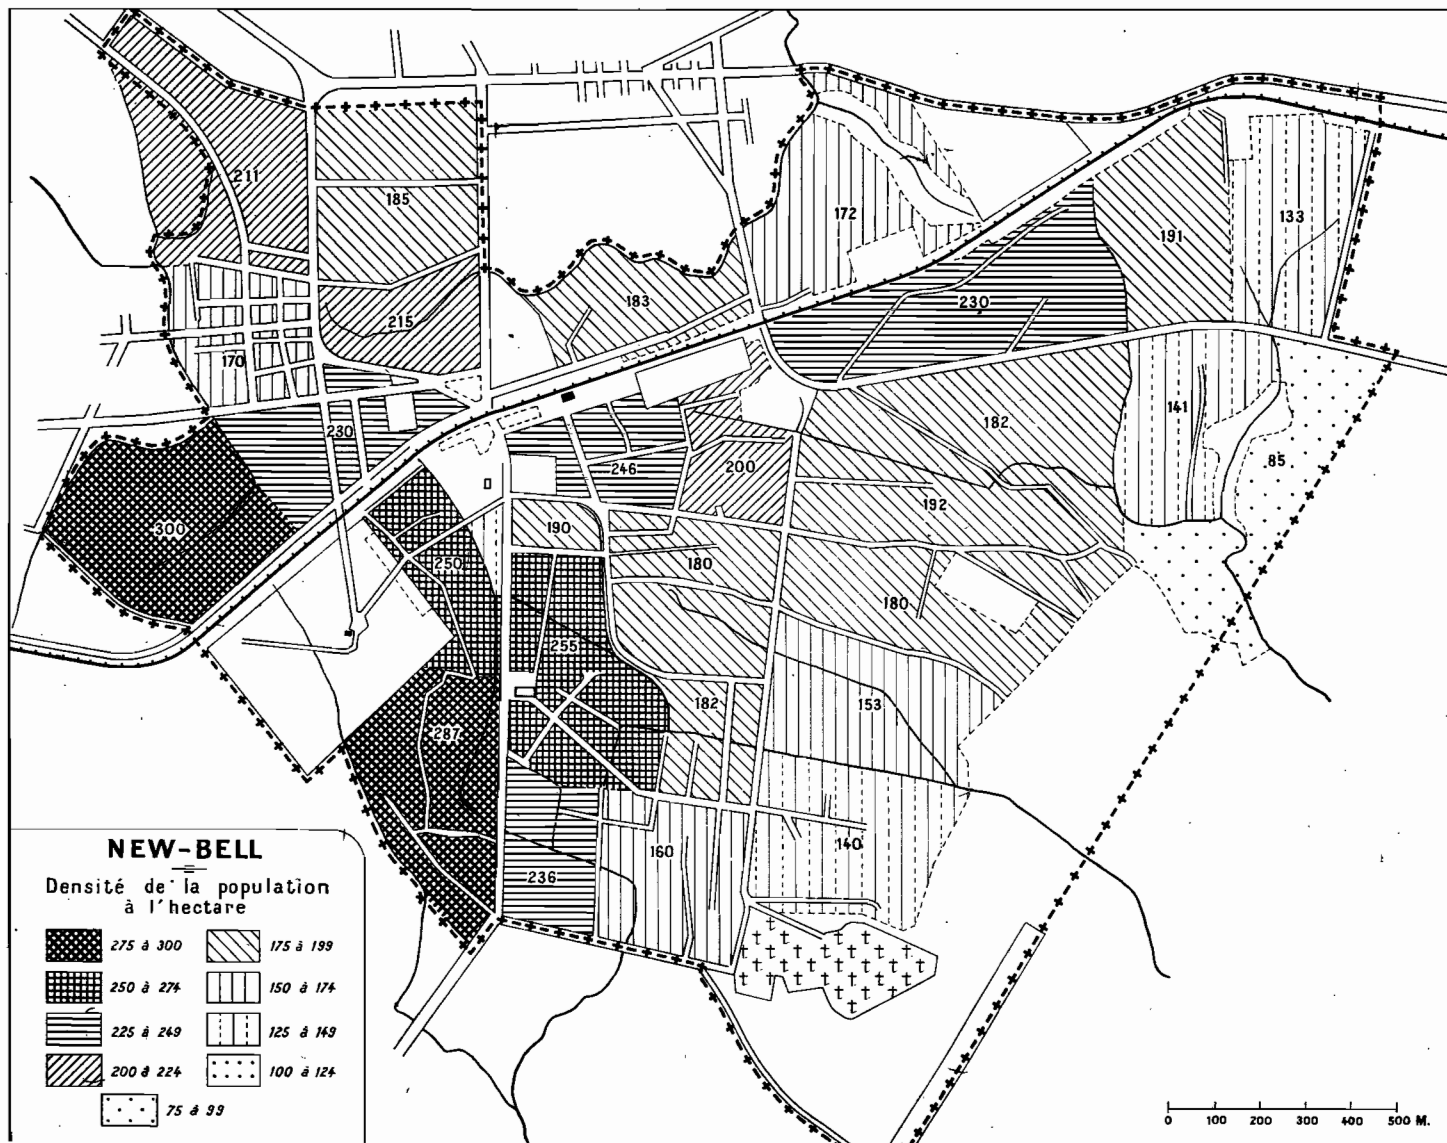 211
185
172
191
133
183
230
215
170
141
182
230
85
246
200
300
192
190
250
180
180
255
182
153
287
140
160
236
NEW-BELL
Densité de la population
à l'hectare
275 à 300
175 à 199
250 à 274
150 à 174
225 à 249
125 à 149
200 à 224
100 à 124
75 à 99
0 100 200 300 400 500 M.